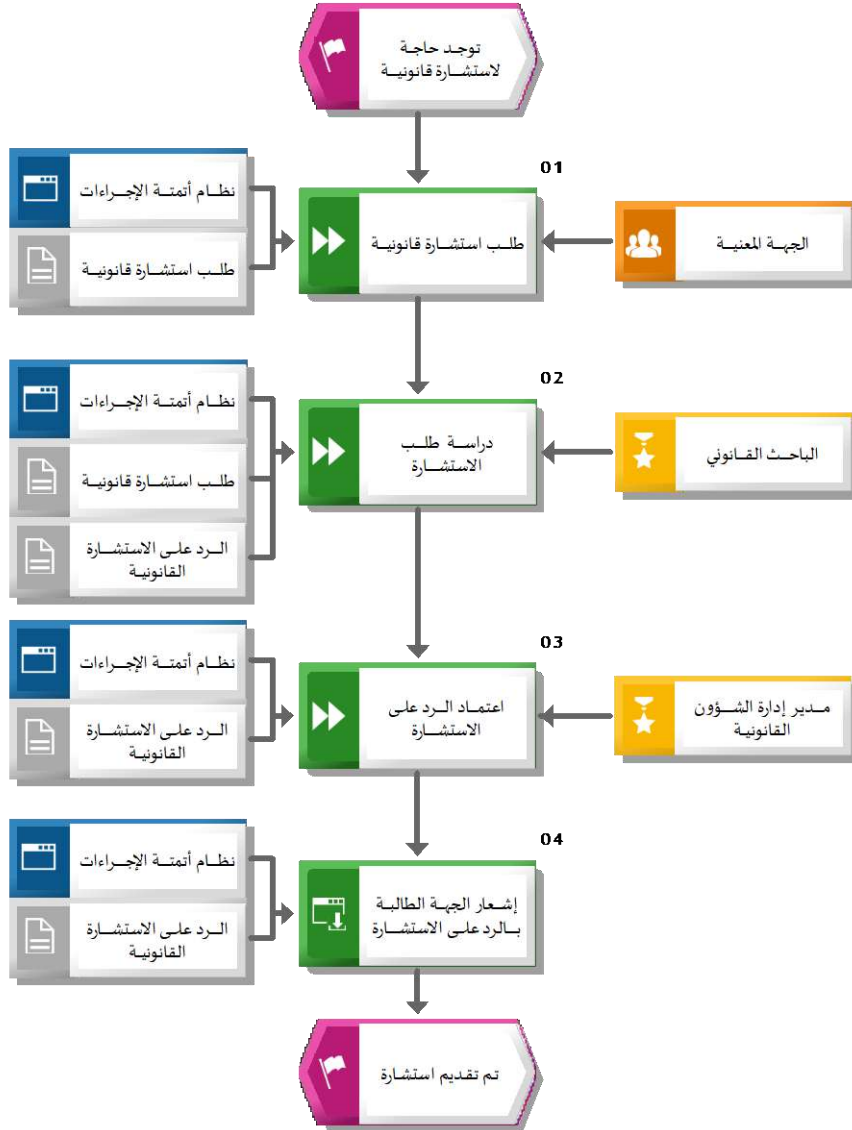 توجد حاجة
لاستشارة قانونية
01
الجهة المعنية
طلب استشارة قانونية
نظام أتمتة الإجراءات
طلب استشارة قانونية
02
الباحث القانوني
دراسة طلب
الاستشارة
نظام أتمتة الإجراءات
طلب استشارة قانونية
الرد على الاستشارة
القانونية
03
مدير إدارة الشؤون
القانونية
اعتماد الرد على
الاستشارة
نظام أتمتة الإجراءات
الرد على الاستشارة
القانونية
04
إشعار الجهة الطالبة
بالرد على الاستشارة
نظام أتمتة الإجراءات
الرد على الاستشارة
القانونية
تم تقديم استشارة